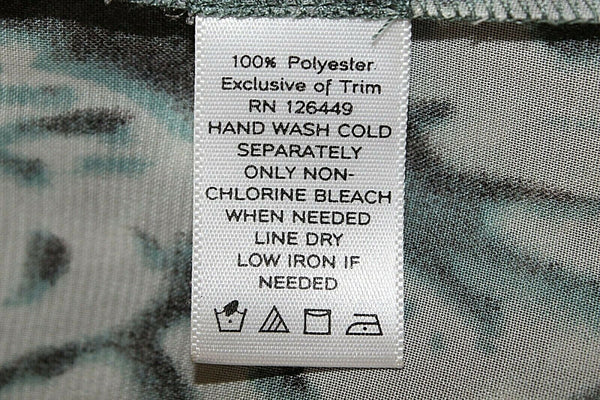 100% Polyester
Exclusive of Trim
RN 126449
HAND WASH COLD
SEPARATELY
ONLY NON-
CHLORINE BLEACH
WHEN NEEDED
LINE DRY
LOW IRON IF
NEEDED